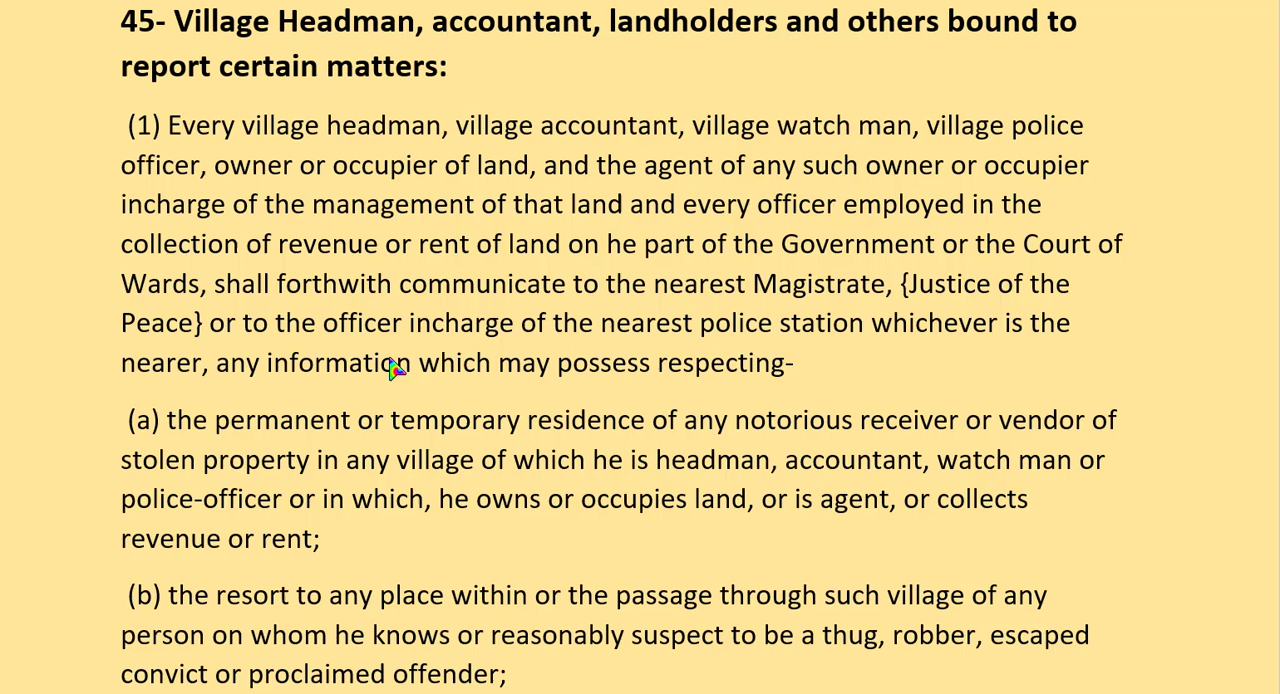 45- Village Headman, accountant, landholders and others bound to
report certain matters:
(1) Every village headman, village accountant, village watch man, village police
officer, owner or occupier of land, and the agent of any such owner or occupier
incharge of the management of that land and every officer employed in the
collection of revenue or rent of land on he part of the Government or the Court of
Wards, shall forthwith communicate to the nearest Magistrate, {Justice of the
Peace} or to the officer incharge of the nearest police station whichever is the
nearer, any information which may possess respecting-
(a) the permanent or temporary residence of any notorious receiver or vendor of
stolen property in any village of which he is headman, accountant, watch man or
police-officer or in which, he owns or occupies land, or is agent, or collects
revenue or rent;
(b) the resort to any place within or the passage through such village of any
person on whom he knows or reasonably suspect to be a thug, robber, escaped
convict or proclaimed offender;